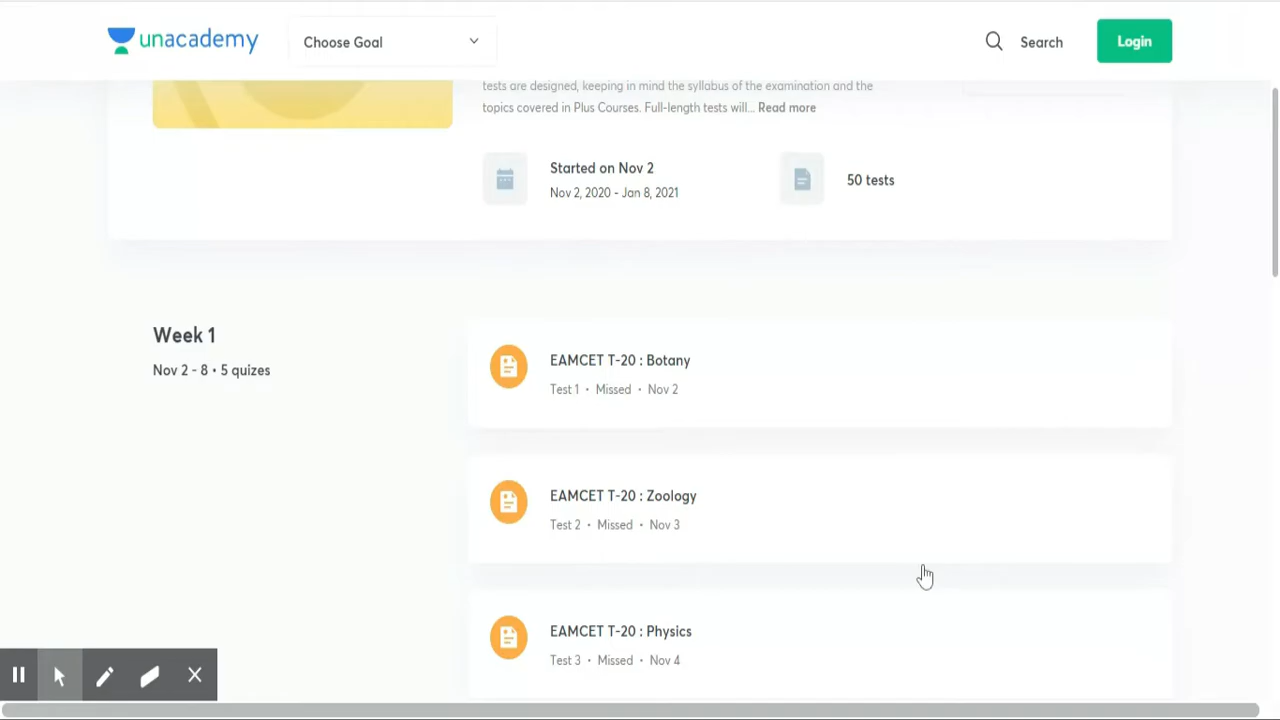 unacademy
Choose Goal
Search
Login
tests are designed, keeping in mind the syllabus of the examination and the
topics covered in Plus Courses. Full-length tests will... Read more
Started on Nov 2
Nov 2, 2020 - Jan 8, 2021
50 tests
Week 1
Nov 2 - 8 • 5 quizes
EAMCET T-20 : Botany
Test 1 • Missed • Nov 2
EAMCET T-20 : Zoology
Test 2 • Missed • Nov 3
EAMCET T-20 : Physics
Test 3 • Missed • Nov 4